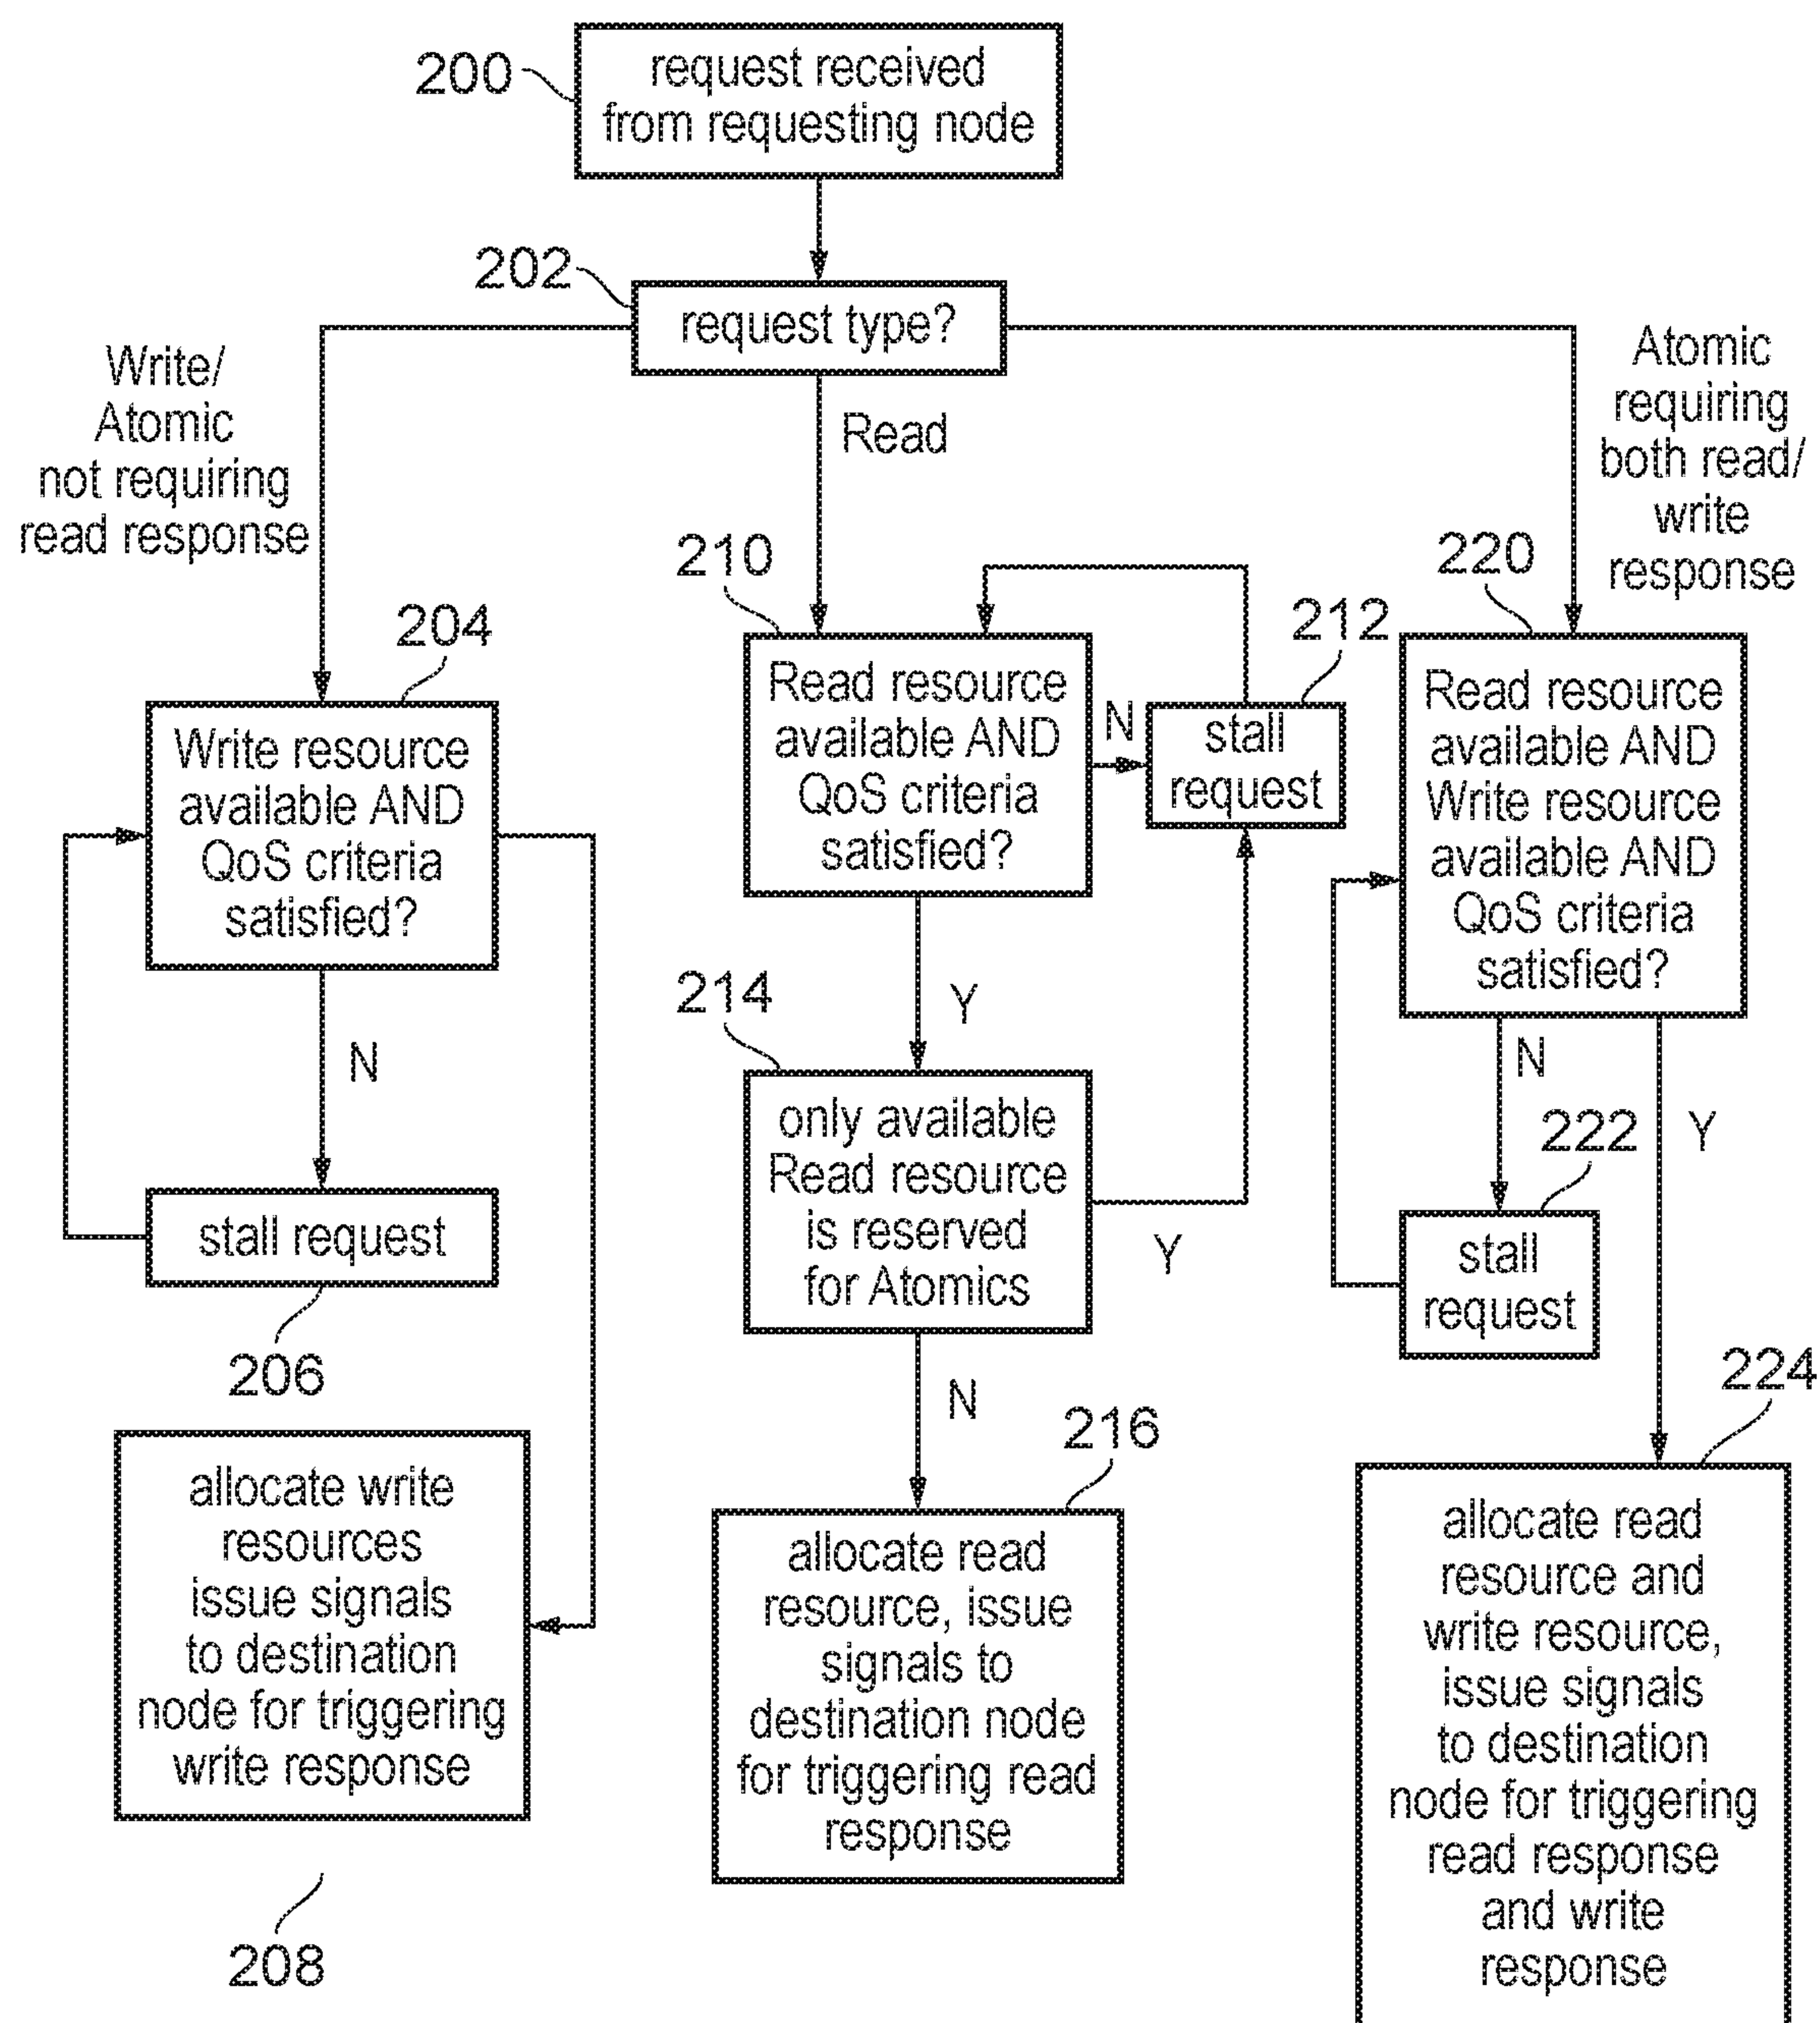 200
request received
from requesting node
202
request type?
Write/
Atomic
not requiring
read response
Read
Atomic
requiring
both read/
write
response
204
Write resource
available AND
QoS criteria
satisfied?
N
stall request
206
allocate write
resources
issue signals
to destination
node for triggering
write response
208
210
Read resource
available AND
QoS criteria
satisfied?
N
212
stall
request
Y
214
only available
Read resource
is reserved
for Atomics
Y
N
216
allocate read
resource, issue
signals to
destination node
for triggering read
response
220
Read resource
available AND
Write resource
available AND
QoS criteria
satisfied?
N
Y
222
stall
request
224
allocate read
resource and
write resource,
issue signals
to destination
node for triggering
read response
and write
response